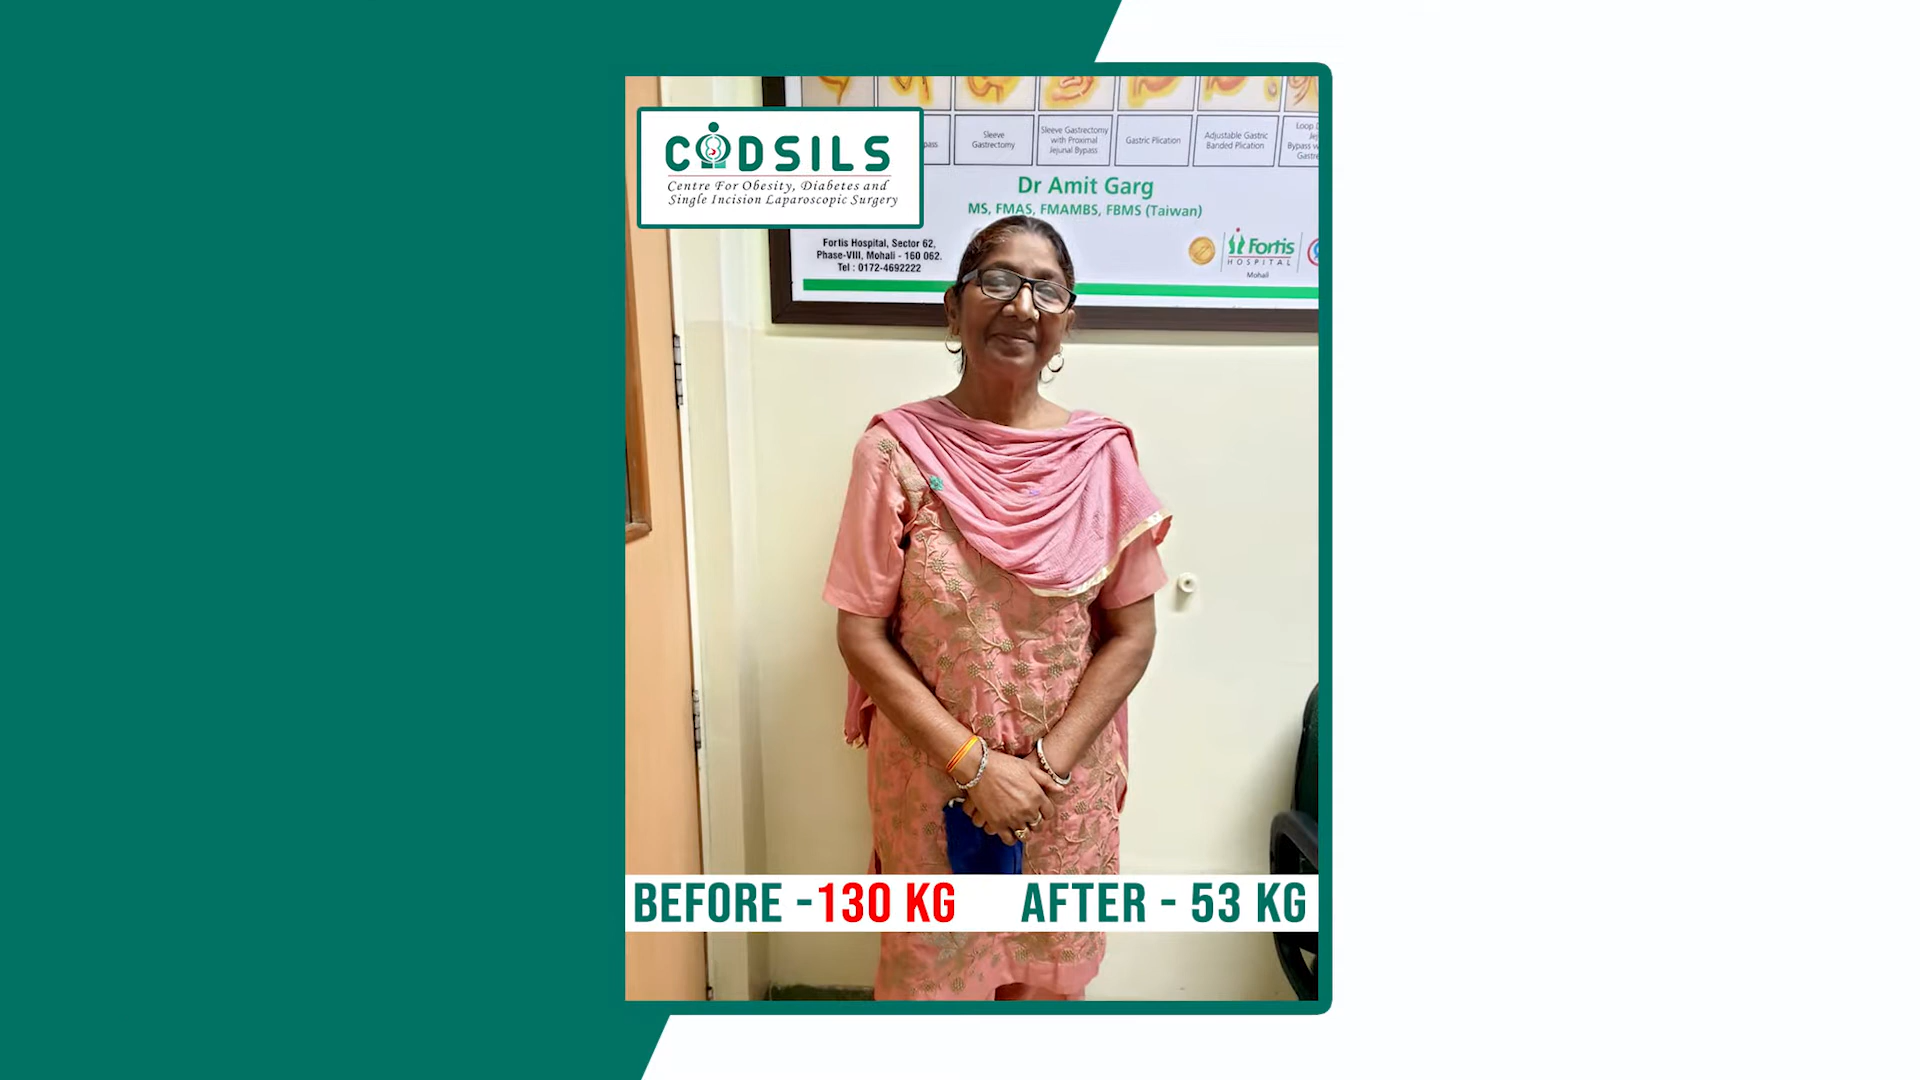 CODSILS
Centre For Obesity, Diabetes and
Single Incision Laparoscopic Surgery
Sleeve
Gastrectomy
Sleeve Gastrectomy
with Proximal
Jejunal Bypass
Gastric Plication
Adjustable Gastric
Banded Plication
Loop
Bypass
Dr Amit Garg
MS, FMAS, FMAMBS, FBMS (Taiwan)
Fortis Hospital, Sector 62,
Phase-VIII, Mohali - 160 062.
Tel : 0172-4692222
Fortis
HOSPITAL
Mohali
BEFORE -130 KG AFTER - 53 KG